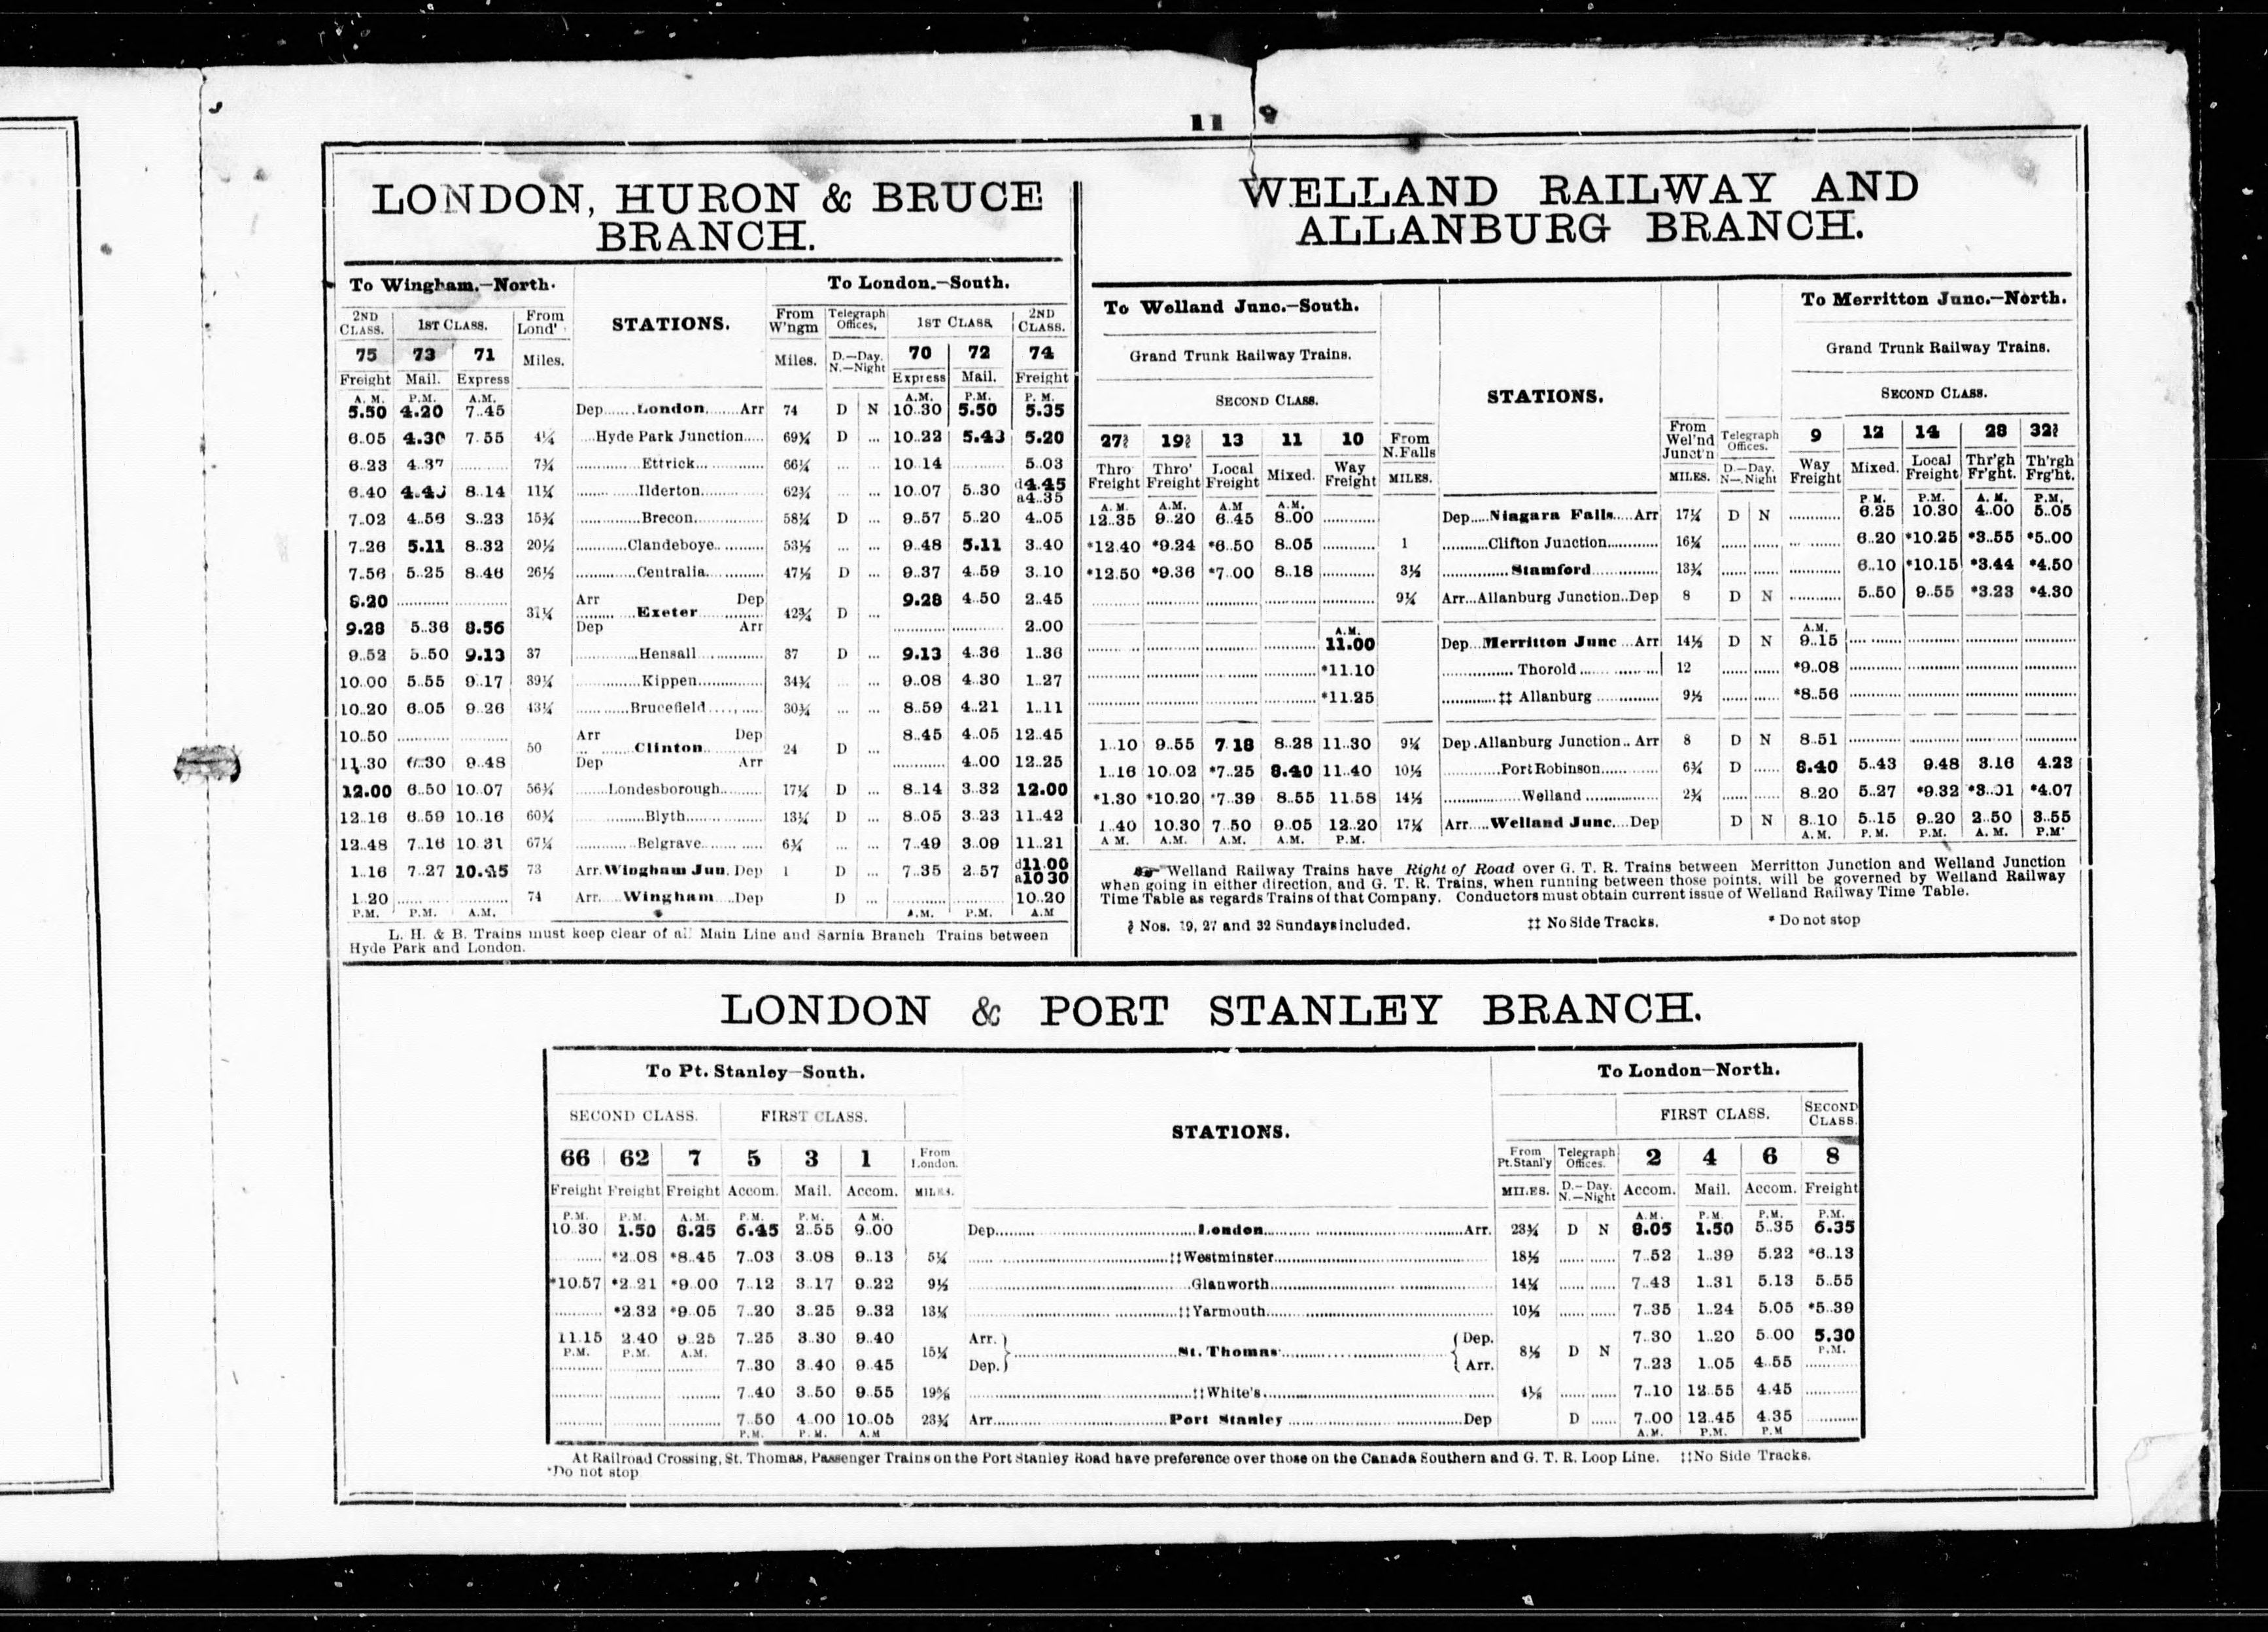 11
LONDON, HURON & BRUCE
BRANCH.
To Wingham.—North. To London.—South.
2ND CLASS. 1ST CLASS. From Lond' STATIONS. From W'ngm Telegraph Offices, 1ST CLASS 2ND CLASS.
75 73 71 Miles. Miles. D.—Day. N.—Night 70 72 74
Freight Mail. Express Express Mail. Freight
A. M. P.M. A.M. A.M. P.M. P. M.
5.50 4.20 7..45 Dep......London.......Arr 74 D N 10..30 5.50 5.35
6..05 4.30 7..55 4¼ ....Hyde Park Junction..... 69¾ D ... 10..22 5.43 5.20
6..23 4..37 .......... 7¾ ............Ettrick............... 66¼ ... ... 10..14 .......... 5..03
6..40 8..14 11¼ ............Ilderton............ 62¾ ... ... 10..07 5..30 d4.45 a4..35
7..02 4..56 8..23 15¾ ............Brecon.............. 58¼ D ... 9..57 5..20 4..05
7..26 5.11 8..32 20½ ...........Clandeboye........... 53½ ... ... 9..48 5.11 3..40
7..56 5..25 8..46 26½ ............Centralia............ 47½ D ... 9..37 4..59 3..10
8.20 ............ ............ Arr Dep 9.28 4..50 2..45
31¼ .........Exeter............ 42¾ D ...
9.28 5..36 8.56 Dep Arr ............ ............ 2..00
9..52 5..50 9.13 37 ............Hensall............. 37 D ... 9.13 4..36 1..36
10..00 5..55 9..17 39¼ ............Kippen.............. 34¾ ... ... 9..08 4..30 1..27
10..20 6..05 9..26 43¼ ..........Brucefield........... 30¾ ... ... 8..59 4..21 1..11
10..50 ............ ............ Arr Dep 8..45 4..05 12..45
50 .........Clinton........... 24 D ...
11..30 6..30 9..48 Dep Arr ............ 4..00 12..25
12.00 6..50 10..07 56¾ ......Londesborough......... 17¼ D ... 8..14 3..32 12.00
12..16 6..59 10..16 60¾ .............Blyth.............. 13¼ D ... 8..05 3..23 11..42
12..48 7..16 10..31 67¼ ............Belgrave........... 6¾ ... ... 7..49 3..09 11..21
1..16 7..27 10.45 73 Arr.Wingham Jun. Dep 1 D ... 7..35 2..57 d11.00 a10 30
1..20 ............ ............ 74 Arr.....Wingham....Dep D ... ............ ............ 10..20
P.M. P.M. A.M. A.M. P.M. A.M
L. H. & B. Trains must keep clear of all Main Line and Sarnia Branch Trains between
Hyde Park and London.
WELLAND RAILWAY AND
ALLANBURG BRANCH.
To Welland Junc.—South. To Merritton Junc.—North.
Grand Trunk Railway Trains. Grand Trunk Railway Trains.
SECOND CLASS. STATIONS. SECOND CLASS.
27 19 13 11 10 From N.Falls From Wel'nd Junct'n Telegraph Offices. 9 12 14 28 32
Thro Freight Thro' Freight Local Freight Mixed. Way Freight MILES. MILES. D.—Day. N—.Night Way Freight Mixed. Local Freight Thr'gh Fr'ght. Th'rgh Frg'ht.
A. M. A.M. A.M A.M. P M. P.M. A. M. P.M,
12.35 9..20 6..45 8..00 ............ Dep.....Niagara Falls.....Arr 17¼ D N ............ 6.25 10.30 4..00 5..05
*12.40 *9.24 *6..50 8..05 ............ 1 ...........Clifton Junction............ 16¼ ...... ...... ............ 6..20 *10.25 *3..55 *5..00
*12.50 *9.36 *7..00 8..18 ............ 3½ ................Stamford................ 13¾ ...... ...... ............ 6..10 *10.15 *3.44 *4.50
............ ............ ............ ............ ............ 9¼ Arr...Allanburg Junction..Dep 8 D N ............ 5..50 9..55 *3.23 *4.30
A.M. A.M.
............ ............ ............ ............ 11.00 Dep...Merritton Junc ...Arr 14½ D N 9..15 ............ ............ ............ ............
............ ............ ............ ............ *11.10 ................ Thorold ................ 12 *9..08 ............ ............ ............ ............
............ ............ ............ ............ *11.25 .............‡‡ Allanburg .............. 9½ ...... ...... *8..56 ............ ............ ............ ............
1..10 9..55 7.18 8..28 11..30 9¼ Dep.Allanburg Junction.. Arr 8 D N 8..51 ............ ............ ............ ............
1..16 10..02 *7..25 8.40 11..40 10½ .............PortRobinson............. 6¾ D ...... 8.40 5..43 9.48 3.16 4.23
*1.30 *10.20 *7..39 8..55 11.58 14½ ..................Welland ................. 2¾ ...... ...... 8..20 5..27 *9.32 *3..01 *4.07
1..40 10.30 7..50 9..05 12..20 17¼ Arr.....Welland Junc....Dep D N 8..10 5..15 9..20 2..50 3..55
A M. A.M. A.M. A.M. P.M. A.M. P. M. P.M. A. M. P.M.
☞ Welland Railway Trains have Right of Road over G. T. R. Trains between Merritton Junction and Welland Junction
when going in either direction, and G. T. R. Trains, when running between those points, will be governed by Welland Railway
Time Table as regards Trains of that Company. Conductors must obtain current issue of Welland Railway Time Table.
Nos. 19, 27 and 32 Sundays included. ‡‡ No Side Tracks. * Do not stop
LONDON & PORT STANLEY BRANCH.
To Pt. Stanley—South. To London—North.
SECOND CLASS. FIRST CLASS. STATIONS. FIRST CLASS. SECOND CLASS.
66 62 7 5 3 1 From London. From Pt.Stanl'y Telegraph Offices. 2 4 6 8
Freight Freight Freight Accom. Mail. Accom. MILES. MILES. D.— Day. N.—Night Accom. Mail. Accom. Freight
P.M. P.M. A.M. P.M. P.M. A M. A.M. P.M. P.M. P.M.
10..30 1.50 8.25 6.45 2..55 9..00 Dep..........London..........Arr. 23¾ D N 8.05 1.50 5..35 6.35
............ *2..08 *8..45 7..03 3..08 9..13 5¼ ..........‡‡Westminster.......... 18½ ...... ...... 7..52 1..39 5.22 *6..13
*10.57 *2..21 *9..00 7..12 3..17 9..22 9½ ..........Glanworth.......... 14¼ ...... ...... 7..43 1..31 5.13 5..55
............ *2.32 *9..05 7..20 3..25 9..32 13¼ ..........‡‡Yarmouth.......... 10½ ...... ...... 7..35 1..24 5.05 *5..39
11.15 2.40 9..25 7..25 3..30 9..40 Arr. Dep. 7..30 1..20 5..00 5.30
P.M. P.M. A.M. 15¼ ..........St. Thomas.......... 8½ D N P.M.
............ ............ ............ 7..30 3..40 9..45 Dep. Arr. 7..23 1..05 4..55 ............
............ ............ ............ 7..40 3..50 9..55 19⅝ ..........‡‡White's.......... 4⅛ ...... ...... 7..10 12..55 4.45 ............
............ ............ ............ 7..50 4..00 10..05 23¾ Arr..........Port Stanley ..........Dep D ...... 7..00 12..45 4.35 ............
P.M. P. M. A.M A.M. P.M. P.M
At Railroad Crossing, St. Thomas, Passenger Trains on the Port Stanley Road have preference over those on the Canada Southern and G. T. R. Loop Line. ‡‡No Side Tracks.
*Do not stop